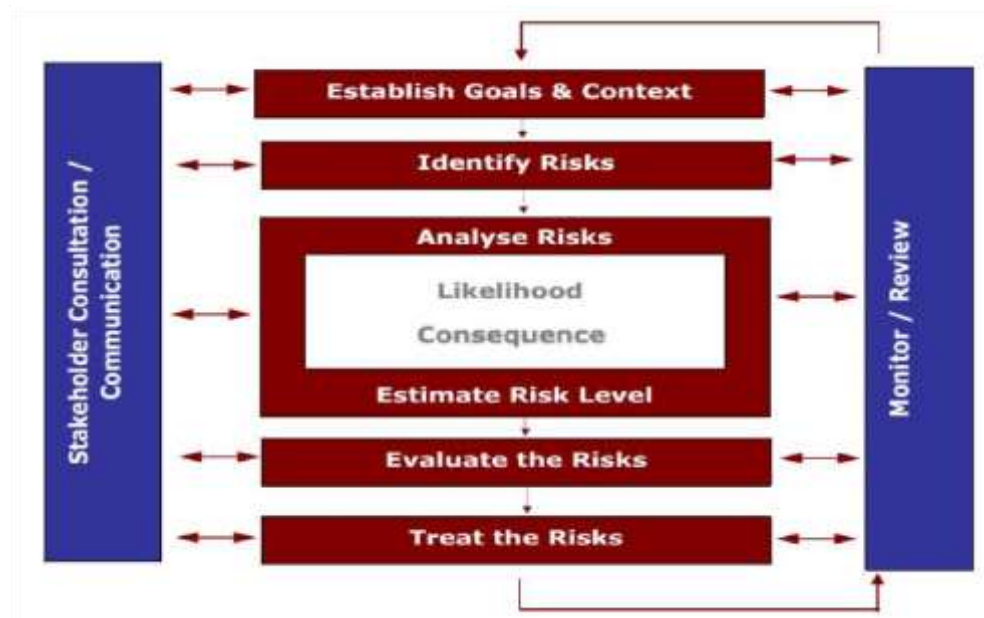 Stakeholder Consultation /
Communication
Establish Goals & Context
Identify Risks
Analyse Risks
Likelihood
Consequence
Estimate Risk Level
Evaluate the Risks
Treat the Risks
Monitor / Review